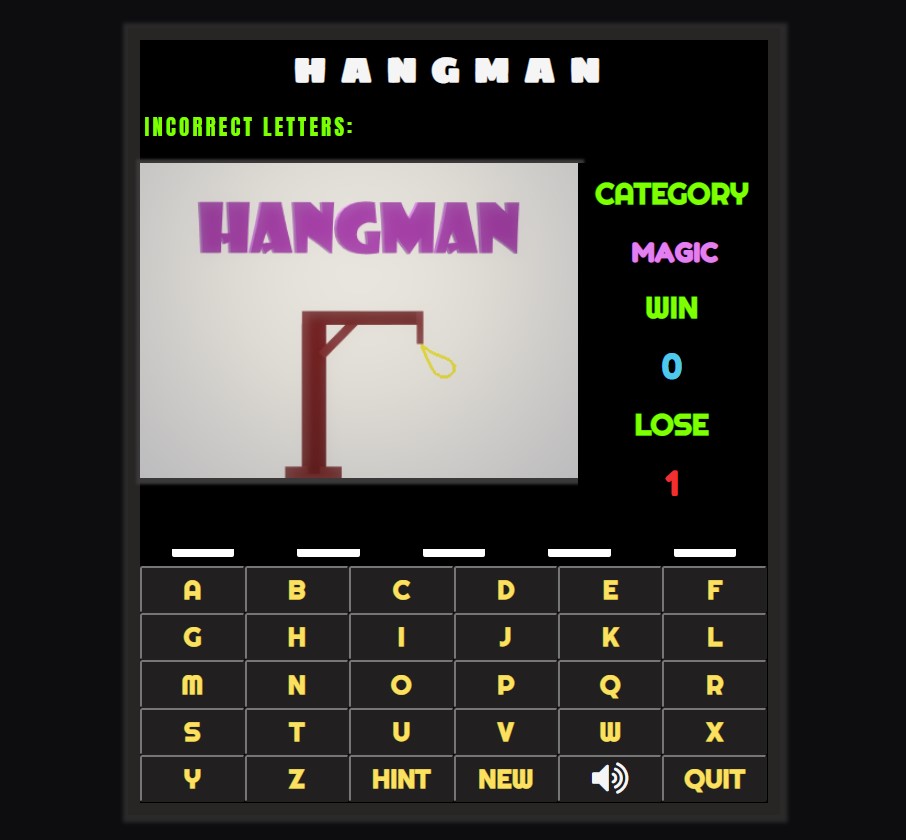 HANGMAN
INCORRECT LETTERS:
HANGMAN
CATEGORY
MAGIC
WIN
0
LOSE
1
A B C D E F
G H I J K L
M N O P Q R
S T U V W X
Y Z HINT NEW QUIT